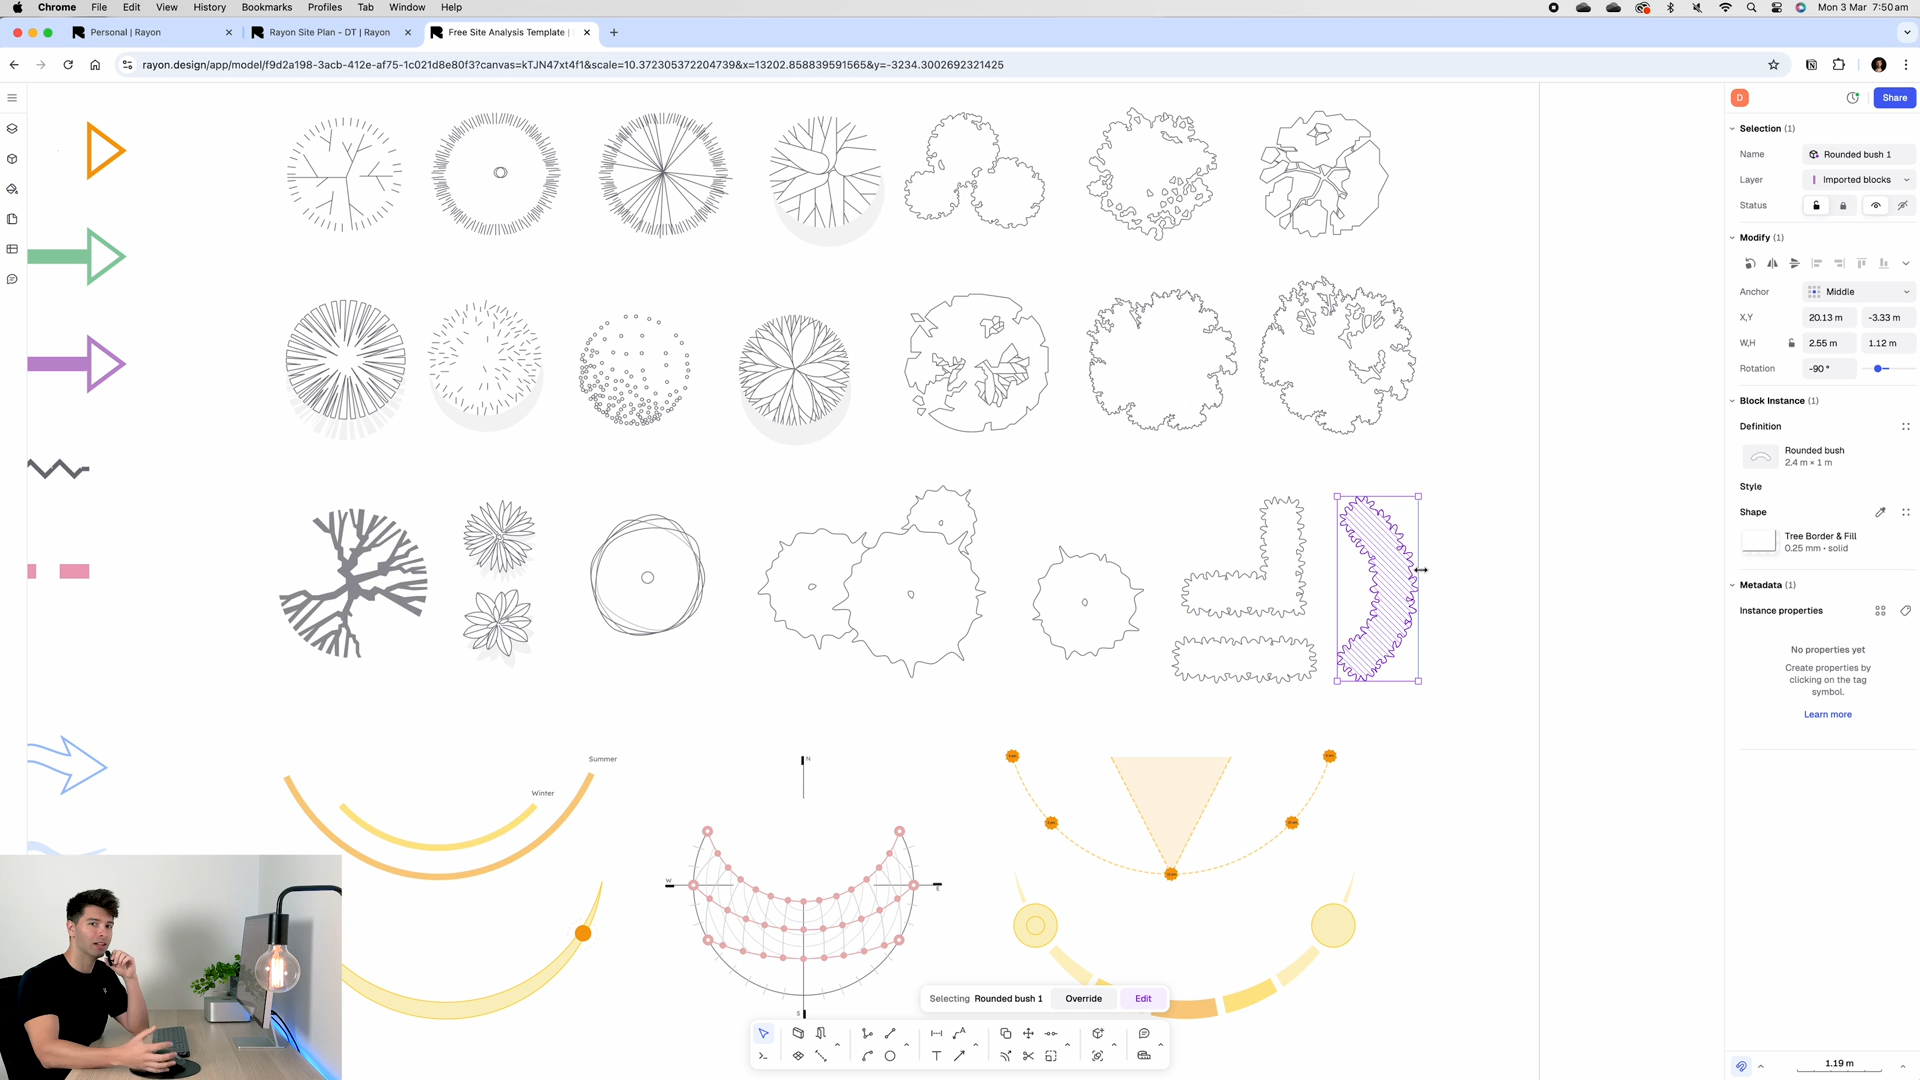 Chrome File Edit View History Bookmarks Profiles Tab Window Help Mon 3 Mar 7:50 am
Personal | Rayon Rayon Site Plan - DT | Rayon Free Site Analysis Template |
rayon.design/app/model/f9d2a198-3acb-412e-af75-1c021d8e80f3?canvas=kTJN47xt4f1&scale=10.372305372204739&x=13202.858839591565&y=-3234.3002692321425
D Share
Selection (1)
Name Rounded bush 1
Layer Imported blocks
Status
Modify (1)
Anchor Middle
X,Y 20.13 m -3.33 m
W,H 2.55 m 1.12 m
Rotation -90 °
Block Instance (1)
Definition
Rounded bush
2.4 m × 1 m
Style
Shape
Tree Border & Fill
0.25 mm • solid
Metadata (1)
Instance properties
No properties yet
Create properties by
clicking on the tag
symbol.
Learn more
Summer
Winter
N
W
E
S
Selecting Rounded bush 1 Override Edit
1.19 m